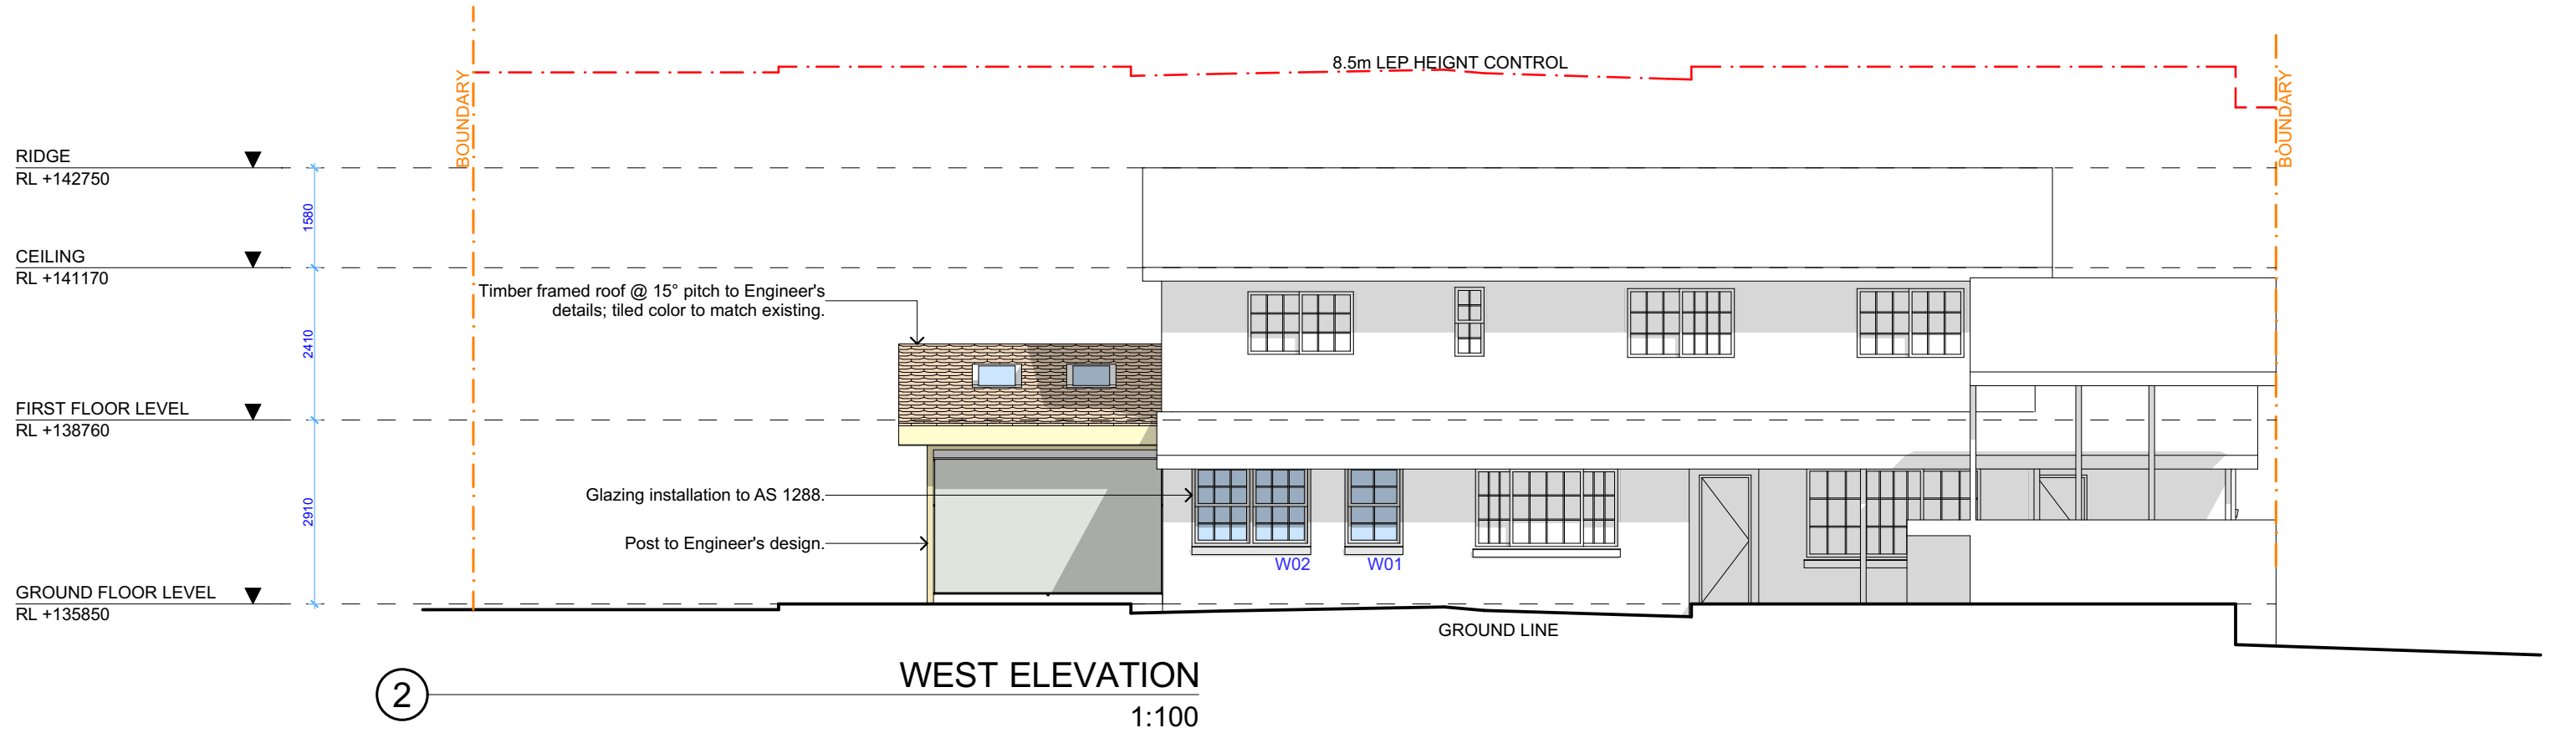 8.5m LEP HEIGNT CONTROL
BOUNDARY
BOUNDARY
RIDGE
RL +142750
1580
CEILING
RL +141170
Timber framed roof @ 15° pitch to Engineer's
details; tiled color to match existing.
2410
FIRST FLOOR LEVEL
RL +138760
Glazing installation to AS 1288.
2910
Post to Engineer's design.
W02
W01
GROUND FLOOR LEVEL
RL +135850
GROUND LINE
2
WEST ELEVATION
1:100